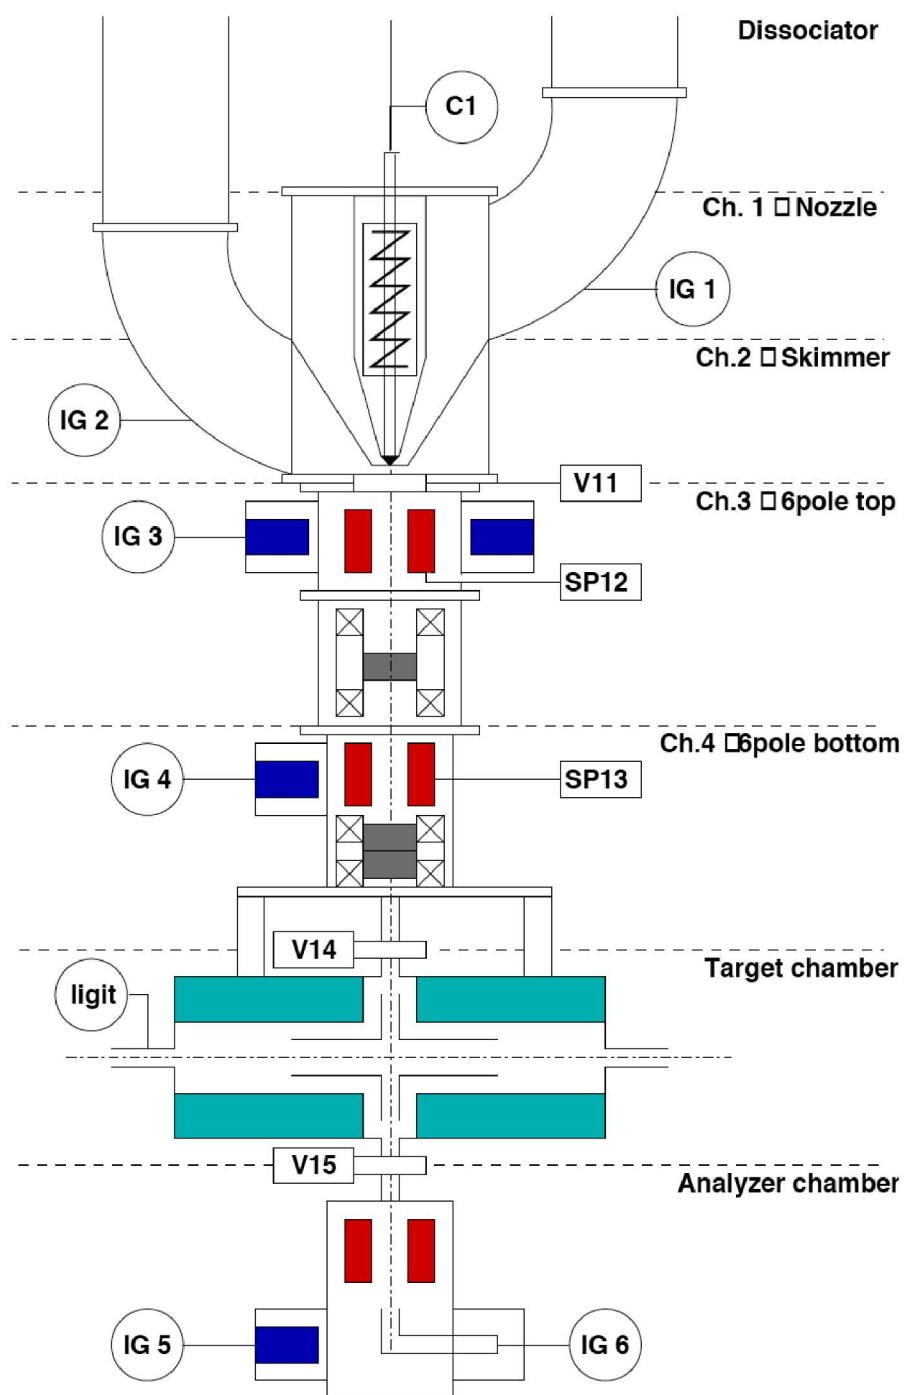 Dissociator
C1
Ch. 1 □ Nozzle
IG 1
Ch.2 □ Skimmer
IG 2
V11
Ch.3 □ 6pole top
IG 3
SP12
Ch.4 □6pole bottom
IG 4
SP13
V14
Target chamber
ligit
V15
Analyzer chamber
IG 5
IG 6